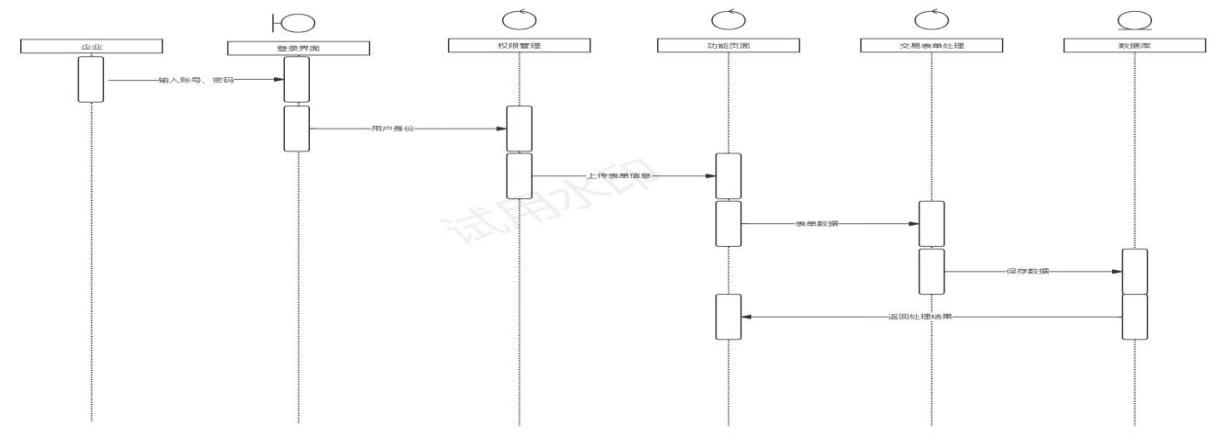 企业
登录界面
权限管理
功能页面
交易表单处理
数据库
输入账号、密码
用户身份
上传表单信息
表单数据
保存数据
返回处理结果
试用水印